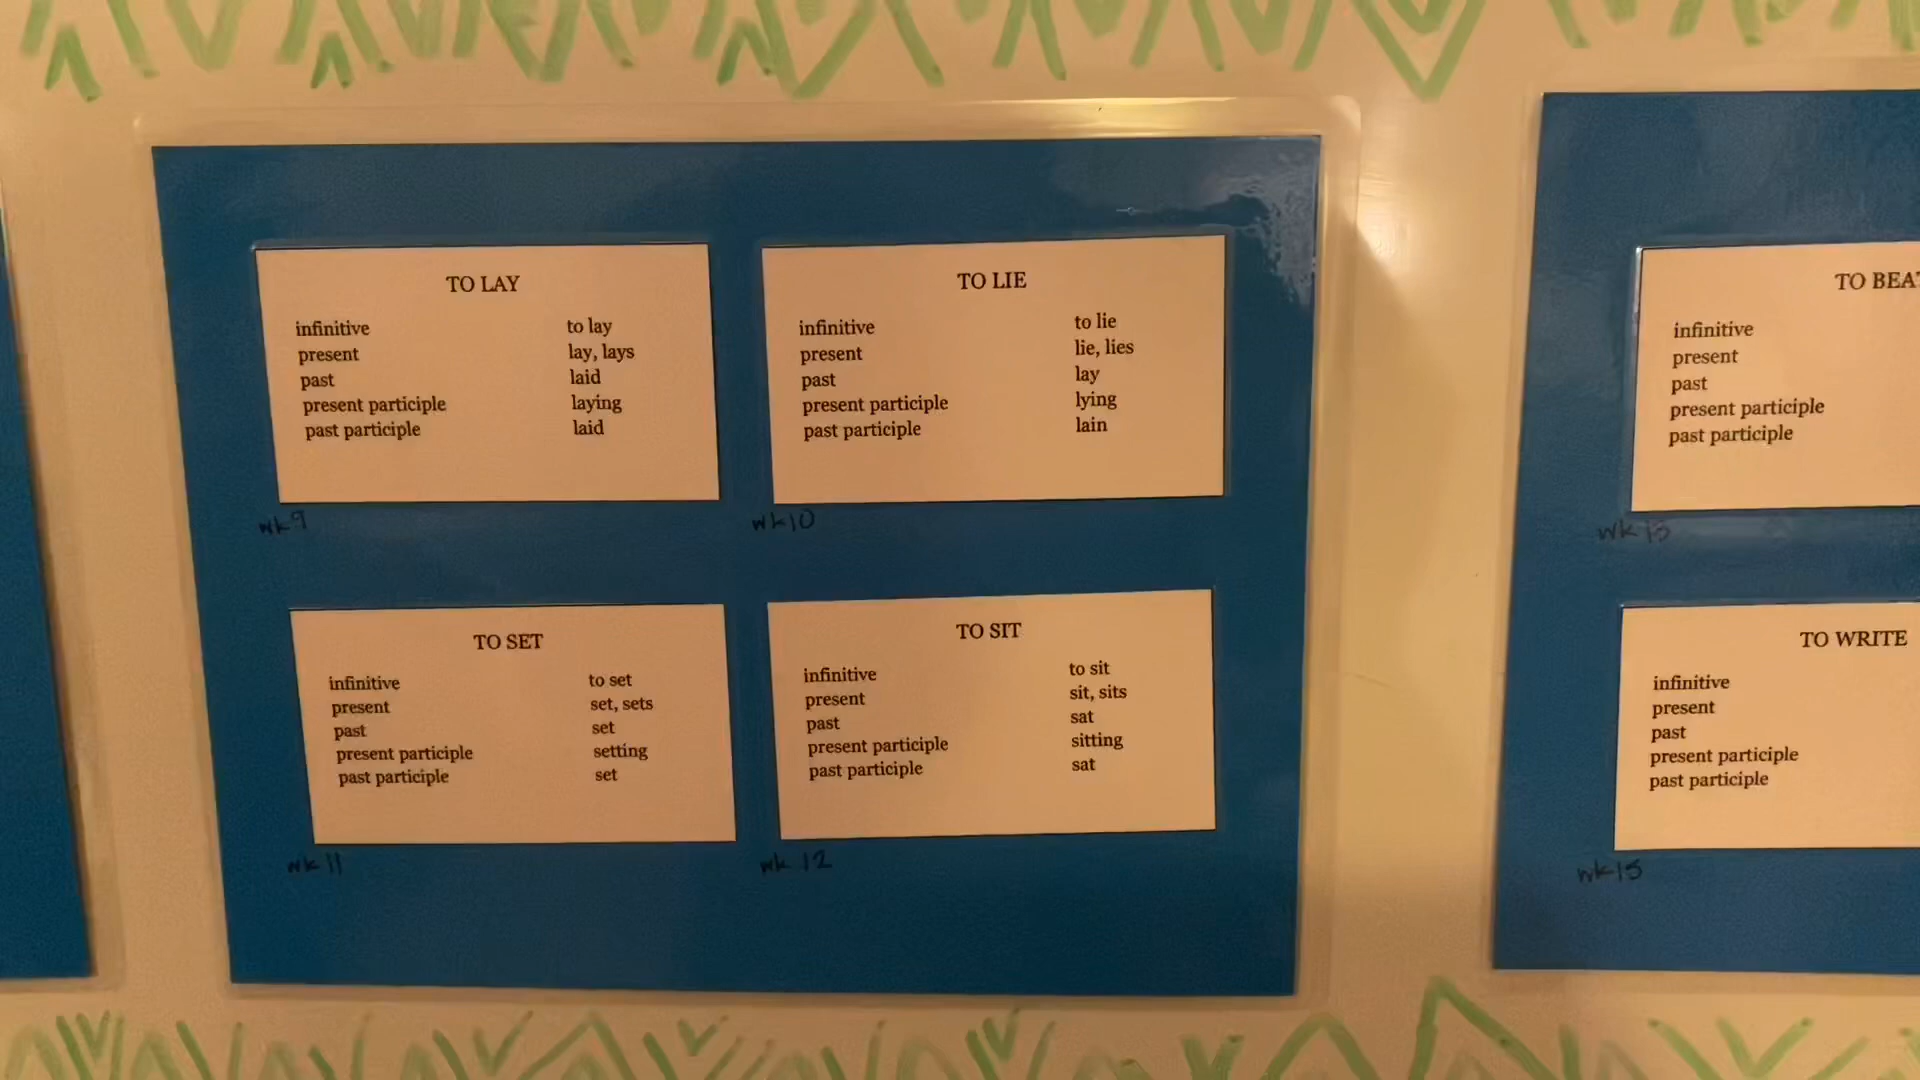 TO LAY
infinitive to lay
present lay, lays
past laid
present participle laying
past participle laid
wk 9
TO LIE
infinitive to lie
present lie, lies
past lay
present participle lying
past participle lain
wk 10
TO SET
infinitive to set
present set, sets
past set
present participle setting
past participle set
wk 11
TO SIT
infinitive to sit
present sit, sits
past sat
present participle sitting
past participle sat
wk 12
TO BEA
infinitive
present
past
present participle
past participle
wk 13
TO WRITE
infinitive
present
past
present participle
past participle
wk 15